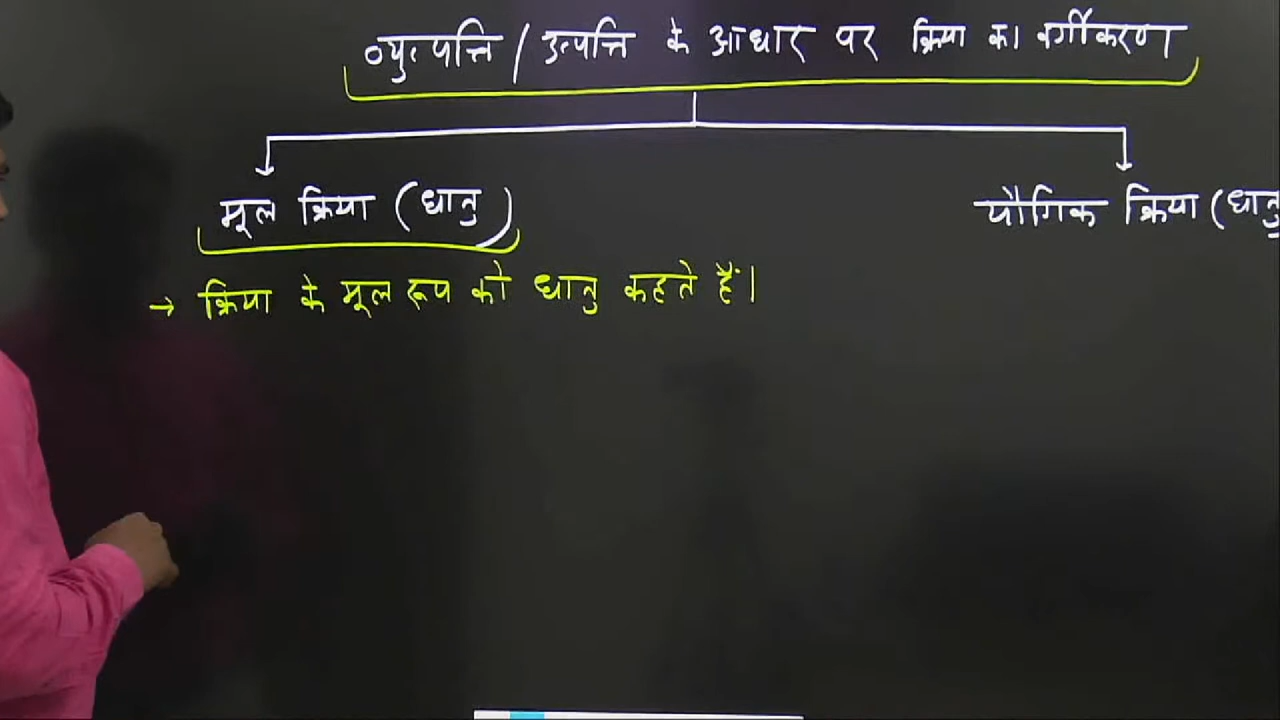 व्युत्पत्ति / उत्पत्ति के आधार पर क्रिया का वर्गीकरण
मूल क्रिया (धातु)
यौगिक क्रिया (धातु
→ क्रिया के मूल रूप को धातु कहते हैं।